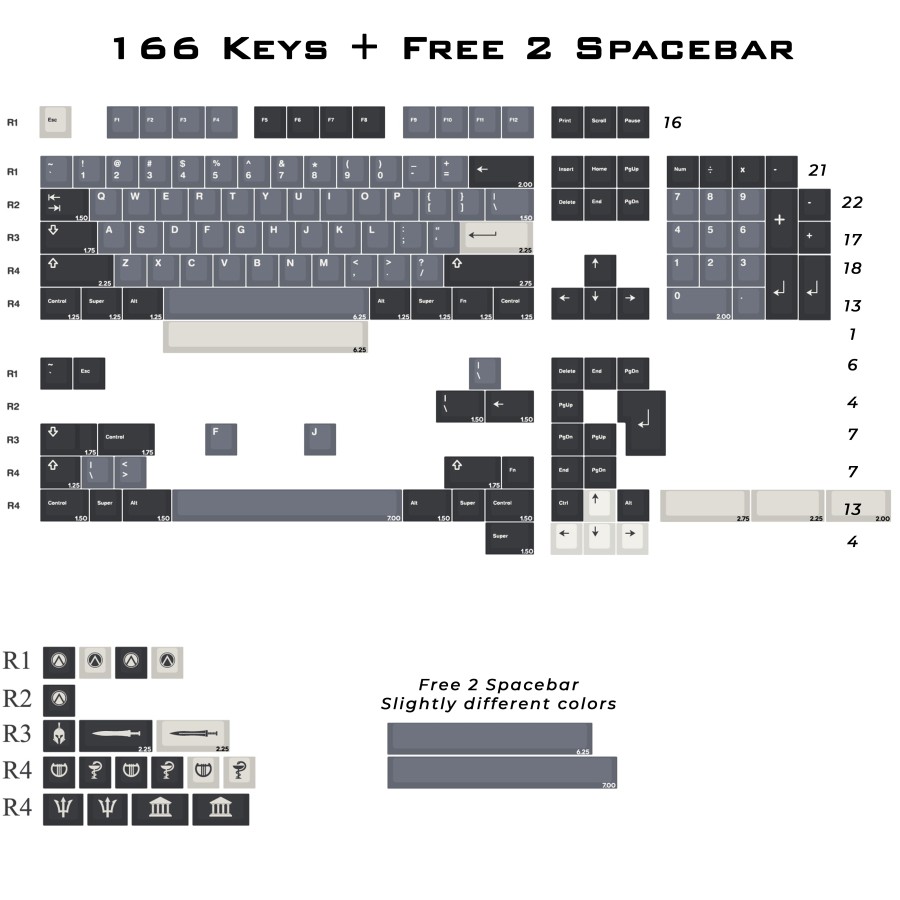 166 Keys + Free 2 Spacebar
R1 Esc F1 F2 F3 F4 F5 F6 F7 F8 F9 F10 F11 F12 Print Scroll Pause 16
R1 ~ ` ! 1 @ 2 # 3 $ 4 % 5 ^ 6 & 7 * 8 ( 9 ) 0 _ - + = ← 2.00 Insert Home PgUp Num ÷ x - 21
R2 1.50 Q W E R T Y U I O P { [ } ] | \ 1.50 Delete End PgDn 7 8 9 + - 22
R3 1.75 A S D F G H J K L : ; " ' 2.25 4 5 6 + 17
R4 2.25 Z X C V B N M < , > . ? / 2.75 ↑ 1 2 3 18
R4 Control 1.25 Super 1.25 Alt 1.25 6.25 Alt 1.25 Super 1.25 Fn 1.25 Control 1.25 ← ↓ → 0 2.00 . 13
6.25 1
R1 ~ ` Esc | \ Delete End PgDn 6
R2 | \ 1.50 ← 1.50 PgUp 4
R3 1.75 Control 1.75 F J PgDn PgUp 7
R4 1.25 | \ < > 1.75 Fn End PgDn 7
R4 Control 1.50 Super Alt 1.50 7.00 Alt 1.50 Super Control 1.50 Ctrl ↑ Alt 2.75 2.25 13 2.00
Super 1.50 ← ↓ → 4
R1
R2
R3 2.25 2.25
R4
R4
Free 2 Spacebar
Slightly different colors
6.25
7.00